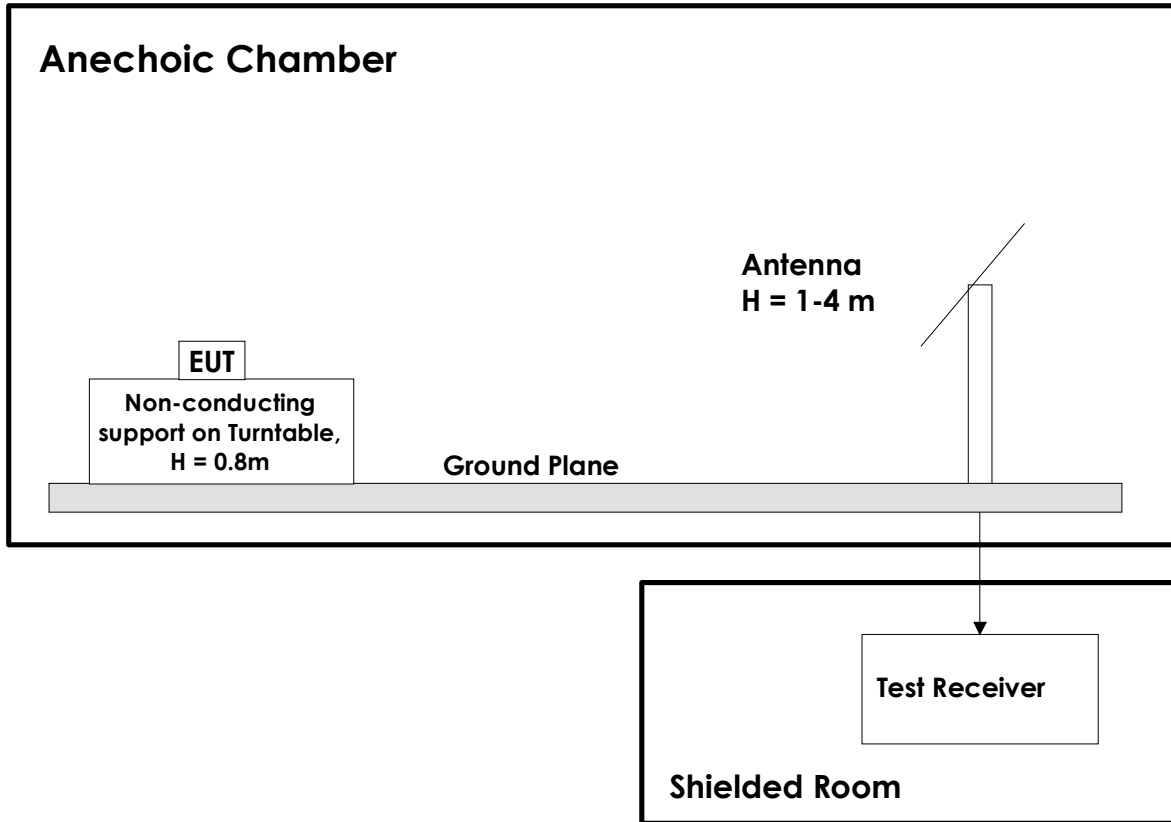 Anechoic Chamber
Antenna
H = 1-4 m
EUT
Non-conducting
support on Turntable,
H = 0.8m
Ground Plane
Test Receiver
Shielded Room